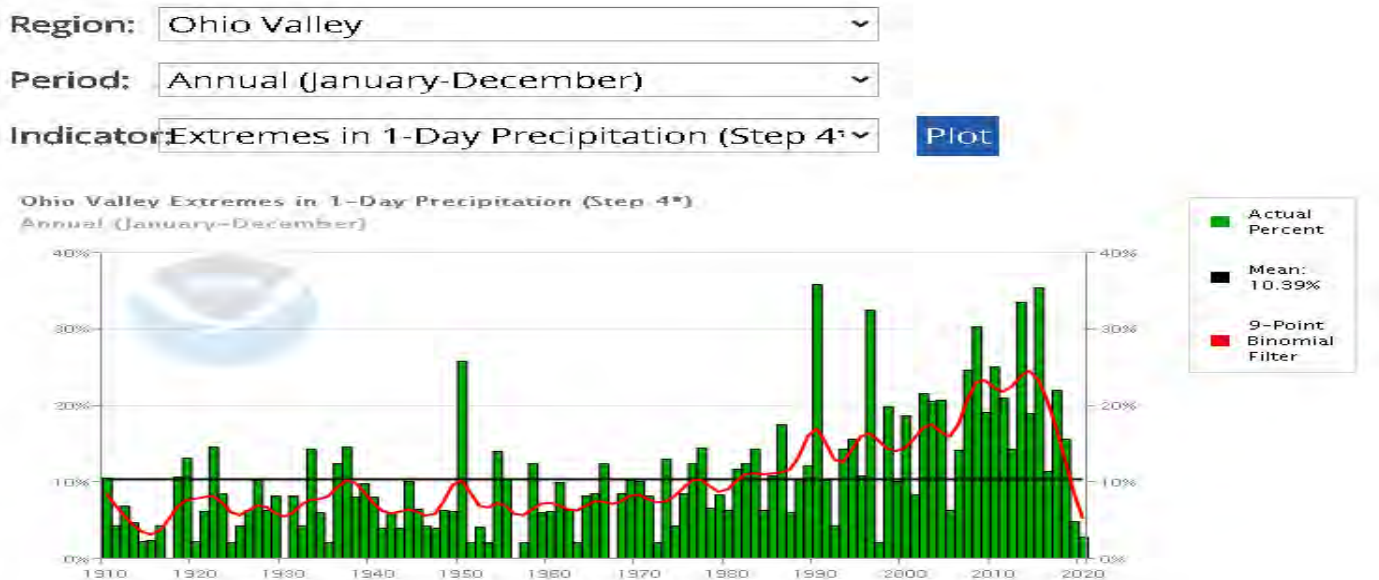 Region: Ohio Valley
Period: Annual (January-December)
Indicator: Extremes in 1-Day Precipitation (Step 4*
Plot
Ohio Valley Extremes in 1-Day Precipitation (Step 4*)
Annual (January-December)
40%
30%
20%
10%
0%
40%
30%
20%
10%
0%
1910 1920 1930 1940 1950 1960 1970 1980 1990 2000 2010 2020
Actual
Percent
Mean:
10.39%
9-Point
Binomial
Filter